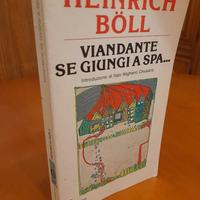 HEINRICH
BÖLL
VIANDANTE
SE GIUNGI A SPA...
Introduzione di Italo Alighiero Chiusano